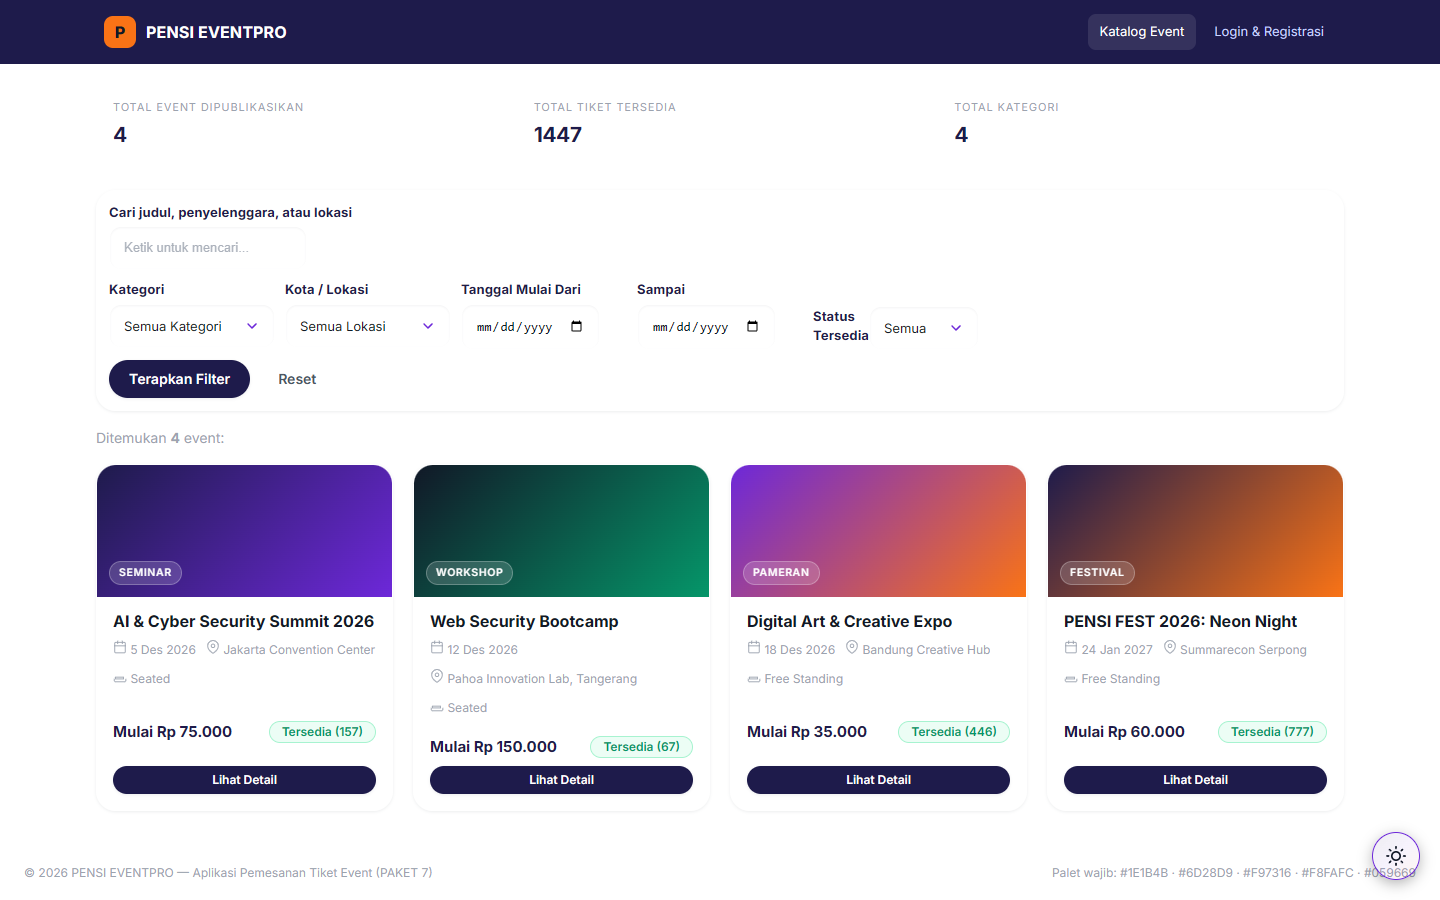 P PENSI EVENTPRO
Katalog Event
Login & Registrasi
TOTAL EVENT DIPUBLIKASIKAN
4
TOTAL TIKET TERSEDIA
1447
TOTAL KATEGORI
4
Cari judul, penyelenggara, atau lokasi
Ketik untuk mencari...
Kategori
Semua Kategori
Kota / Lokasi
Semua Lokasi
Tanggal Mulai Dari
mm/dd/yyyy
Sampai
mm/dd/yyyy
Status
Tersedia
Semua
Terapkan Filter
Reset
Ditemukan 4 event:
SEMINAR
AI & Cyber Security Summit 2026
5 Des 2026 Jakarta Convention Center
Seated
Mulai Rp 75.000
Tersedia (157)
Lihat Detail
WORKSHOP
Web Security Bootcamp
12 Des 2026
Pahoa Innovation Lab, Tangerang
Seated
Mulai Rp 150.000
Tersedia (67)
Lihat Detail
PAMERAN
Digital Art & Creative Expo
18 Des 2026 Bandung Creative Hub
Free Standing
Mulai Rp 35.000
Tersedia (446)
Lihat Detail
FESTIVAL
PENSI FEST 2026: Neon Night
24 Jan 2027 Summarecon Serpong
Free Standing
Mulai Rp 60.000
Tersedia (777)
Lihat Detail
© 2026 PENSI EVENTPRO — Aplikasi Pemesanan Tiket Event (PAKET 7)
Palet wajib: #1E1B4B · #6D28D9 · #F97316 · #F8FAFC · #059669